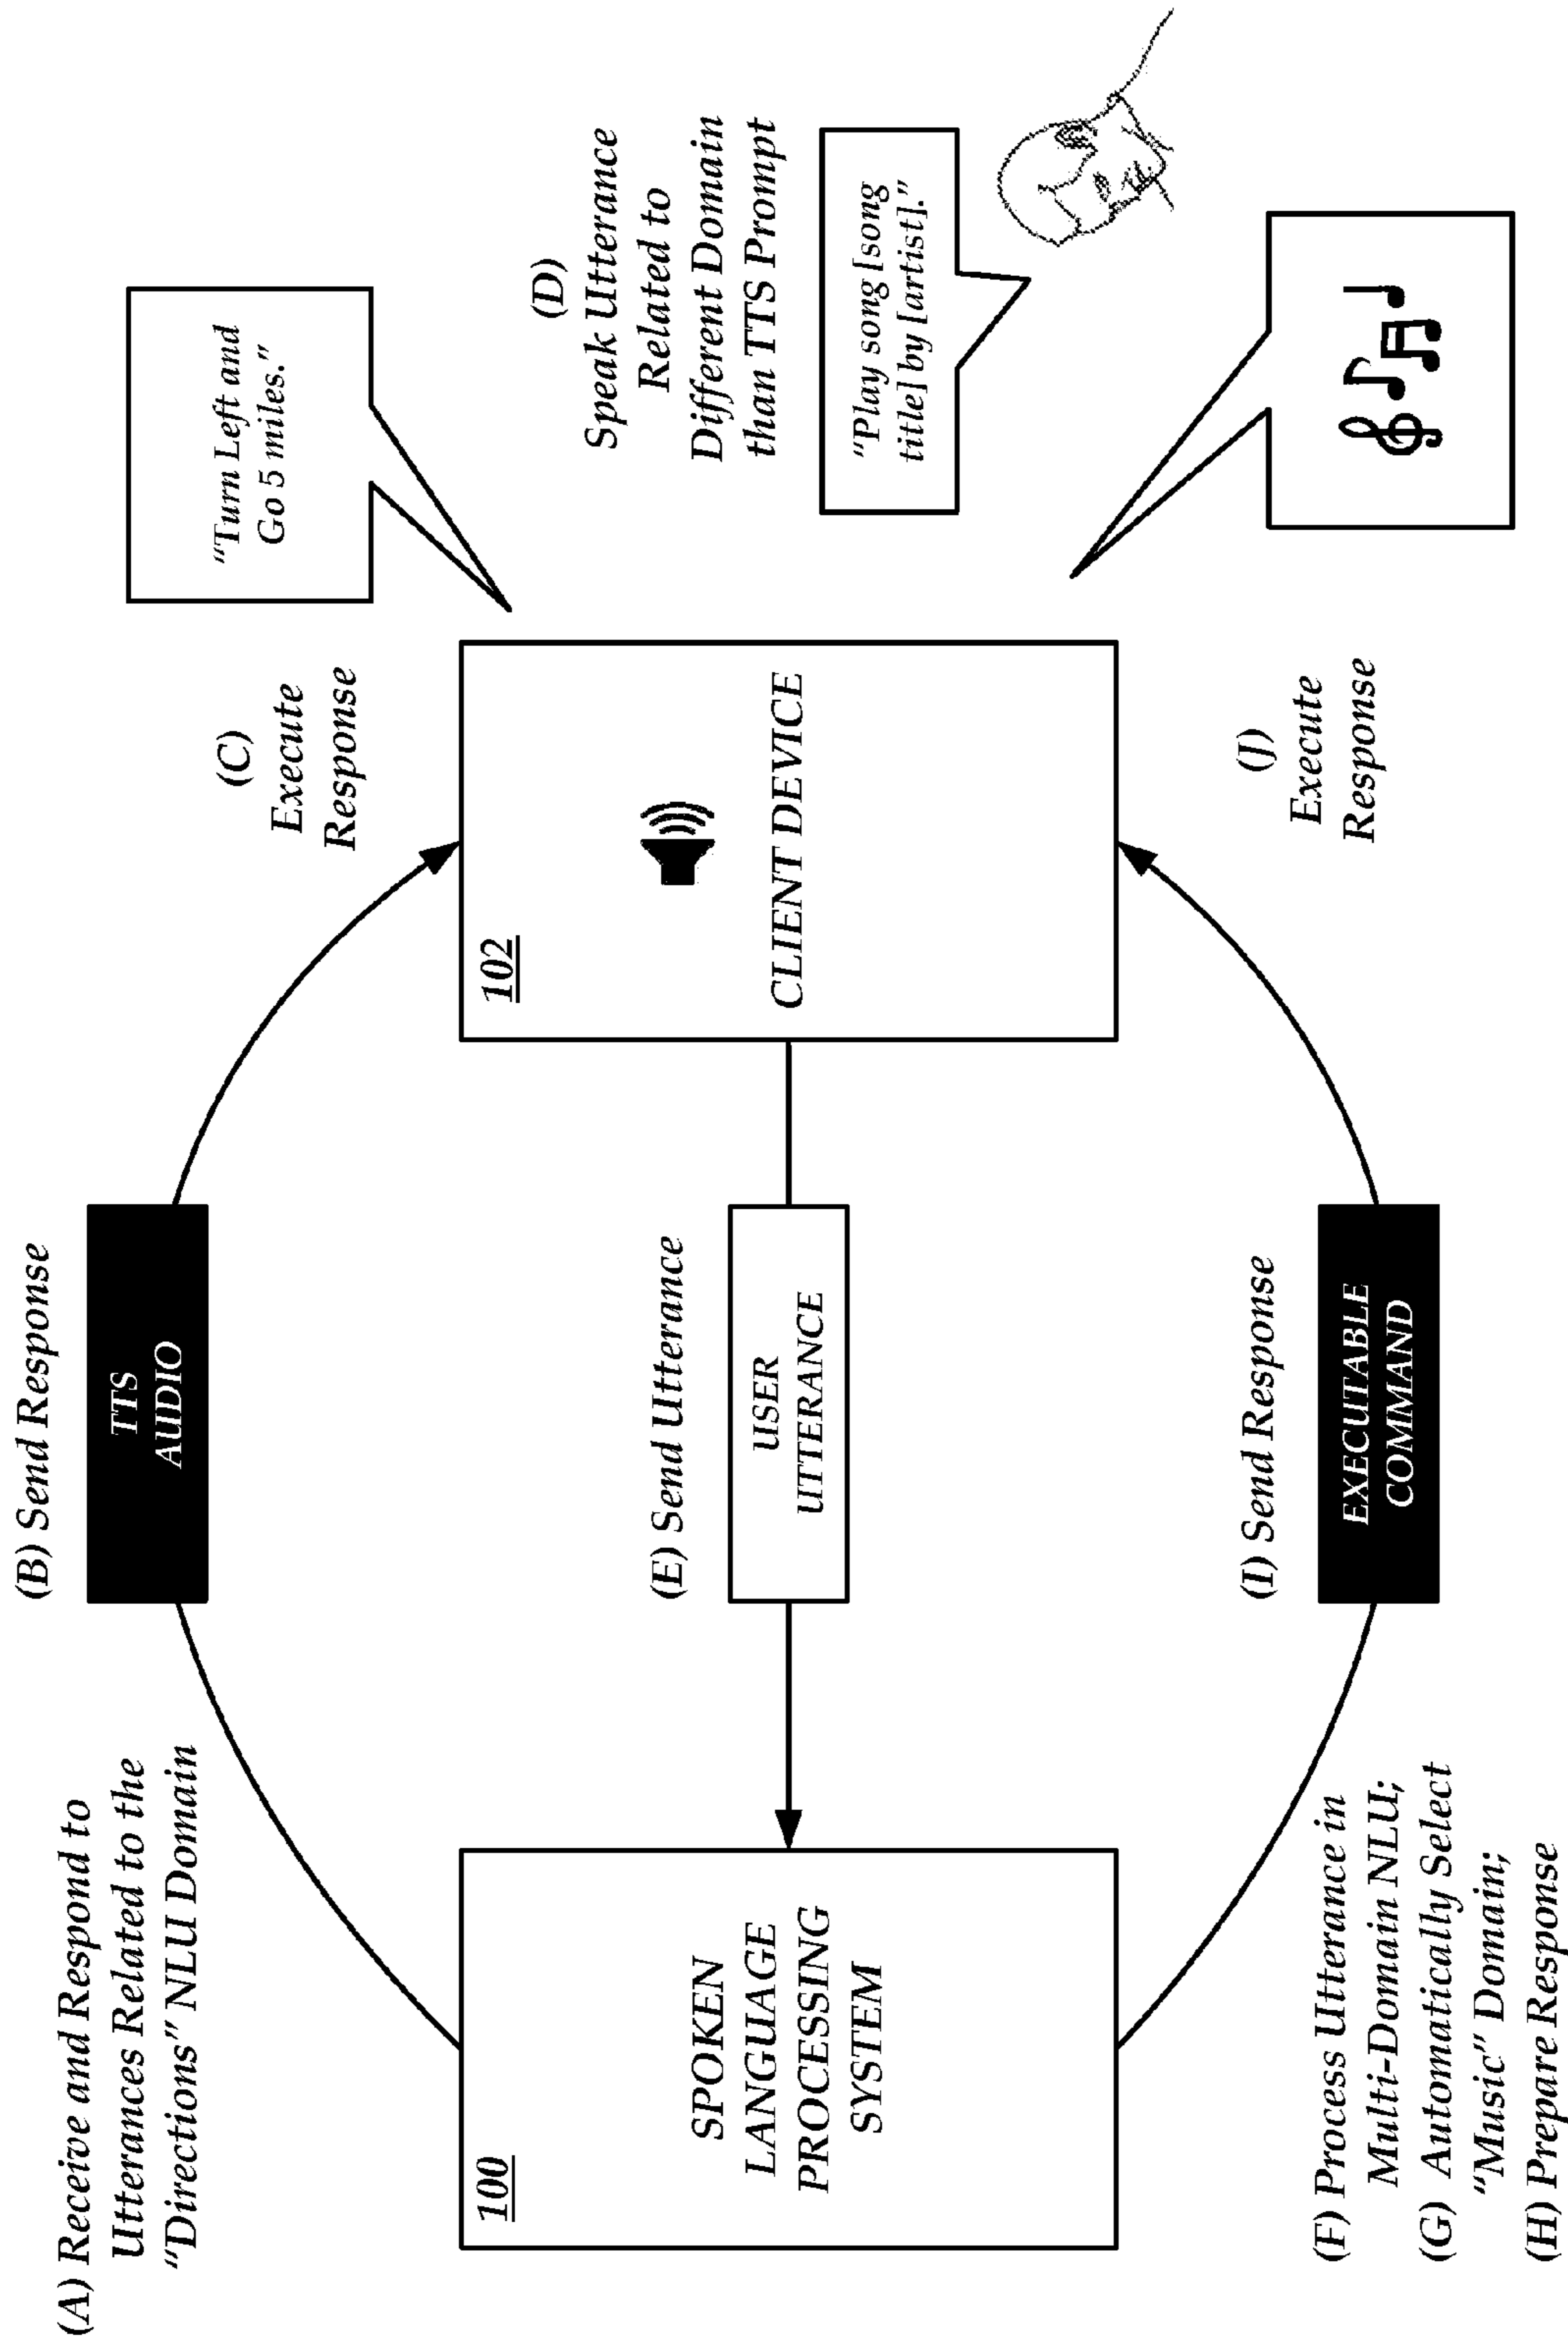 (A) Receive and Respond to
Utterances Related to the
"Directions" NLU Domain
(B) Send Response
TTS
AUDIO
(C)
Execute
Response
"Turn Left and
Go 5 miles."
(D)
Speak Utterance
Related to
Different Domain
than TTS Prompt
"Play song [song
title] by [artist]."
100
SPOKEN
LANGUAGE
PROCESSING
SYSTEM
(E) Send Utterance
USER
UTTERANCE
102
CLIENT DEVICE
(F) Process Utterance in
Multi-Domain NLU;
(G) Automatically Select
"Music" Domain;
(H) Prepare Response
(I) Send Response
EXECUTABLE
COMMAND
(J)
Execute
Response